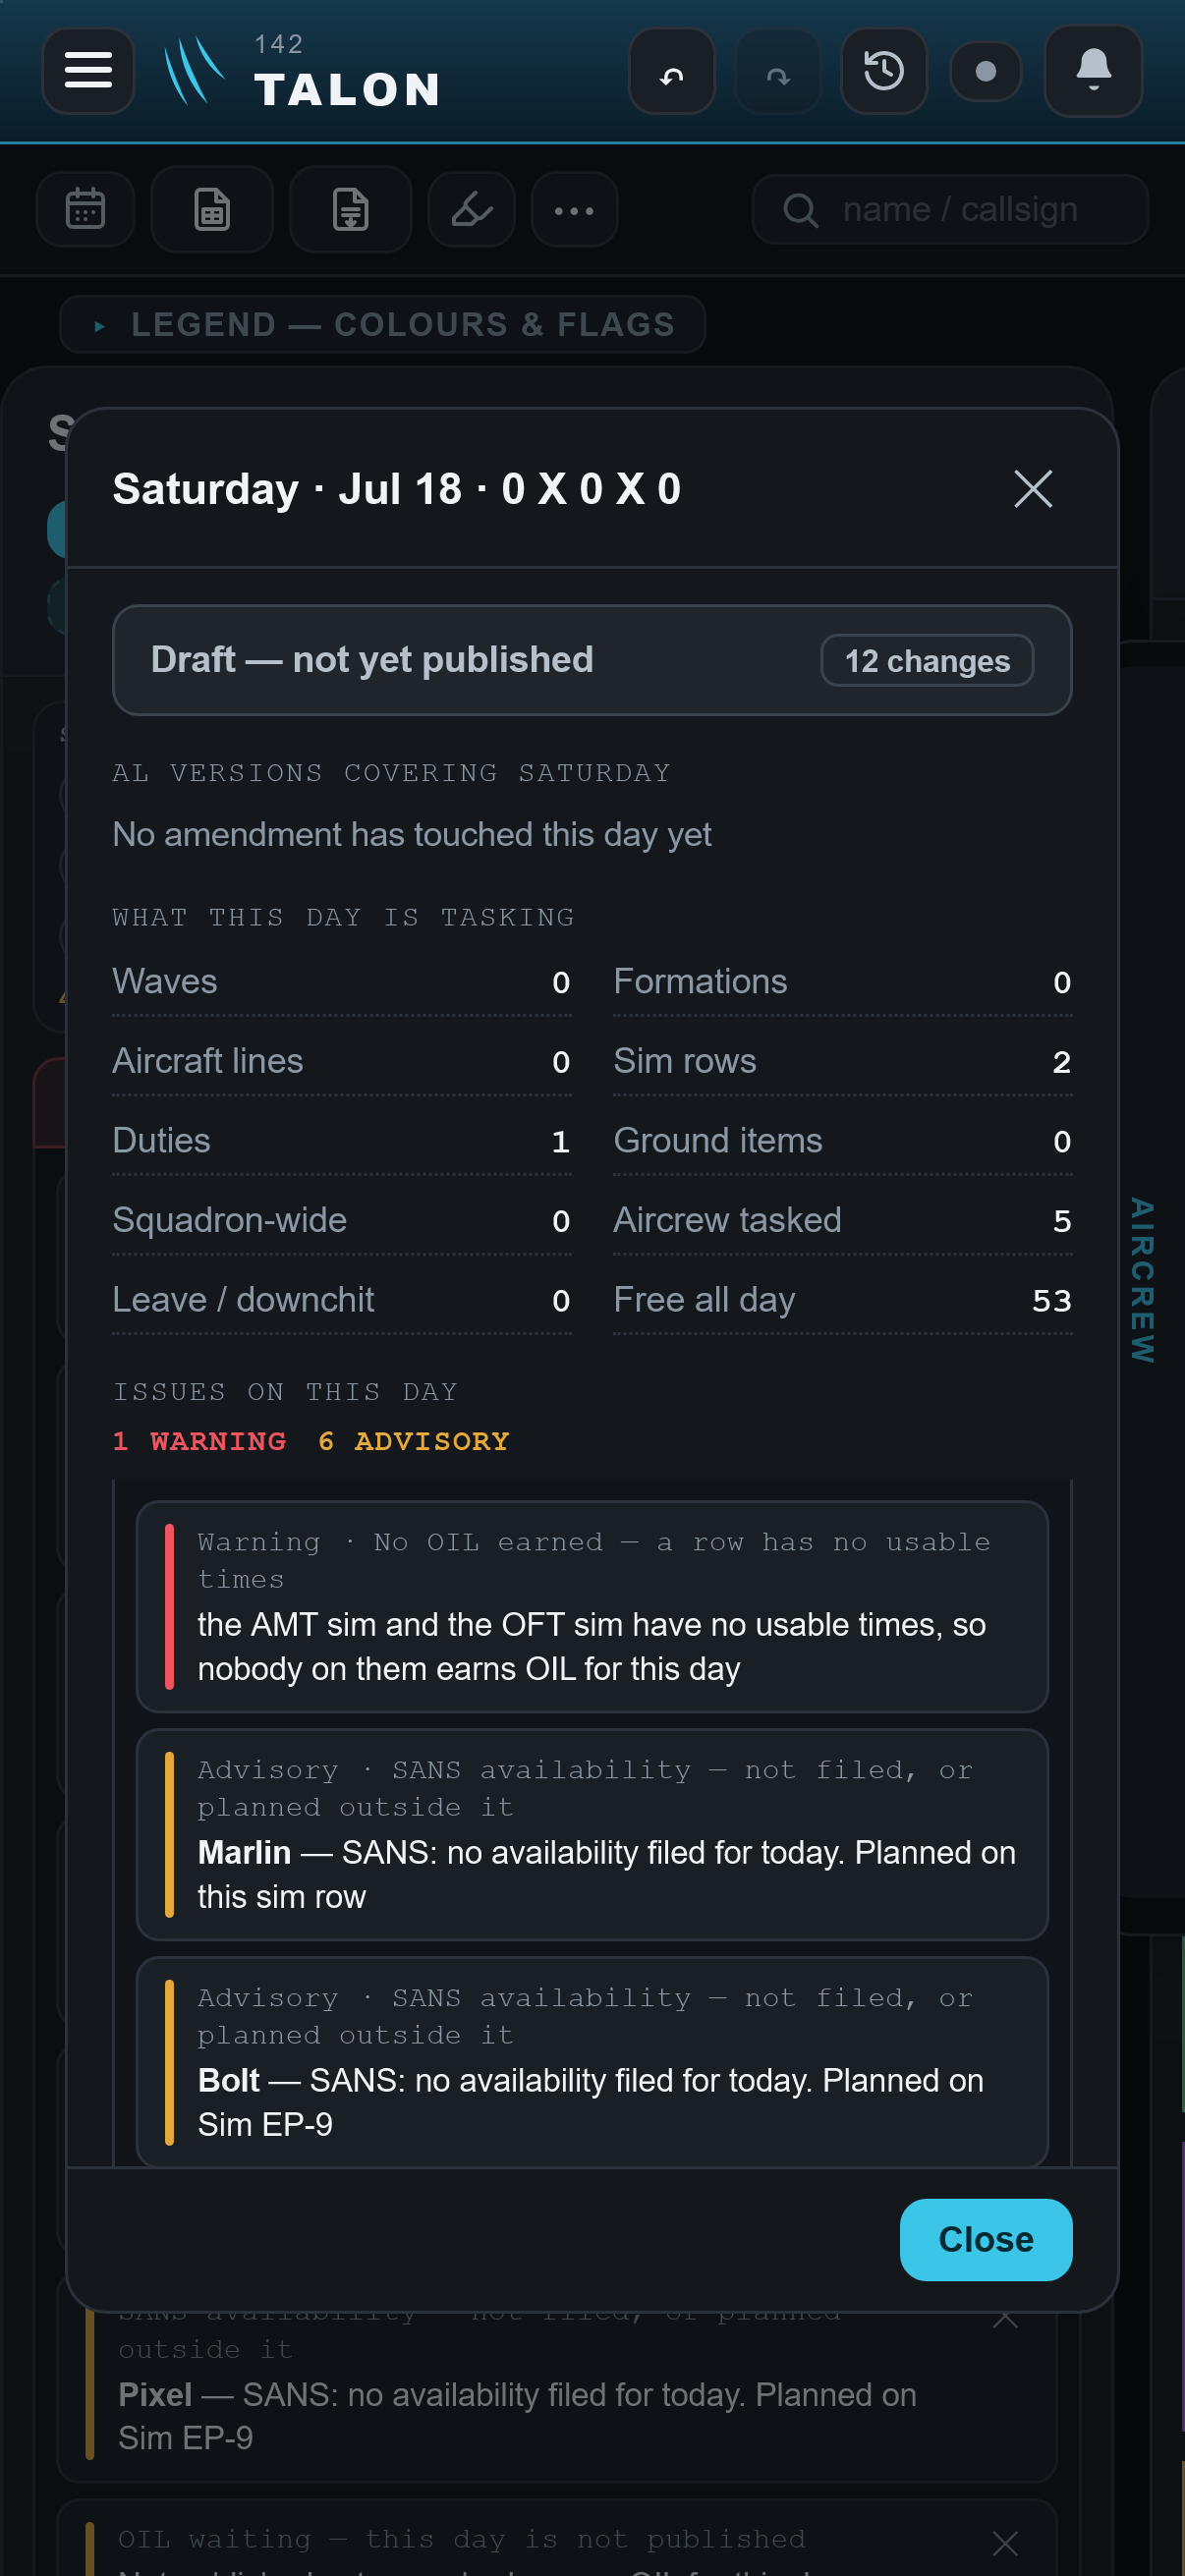 142
TALON
name / callsign
▸ LEGEND — COLOURS & FLAGS
Saturday · Jul 18 · 0 X 0 X 0
Draft — not yet published
12 changes
AL VERSIONS COVERING SATURDAY
No amendment has touched this day yet
WHAT THIS DAY IS TASKING
Waves 0 Formations 0
Aircraft lines 0 Sim rows 2
Duties 1 Ground items 0
Squadron-wide 0 Aircrew tasked 5
Leave / downchit 0 Free all day 53
AIRCREW
ISSUES ON THIS DAY
1 WARNING 6 ADVISORY
Warning · No OIL earned — a row has no usable
times
the AMT sim and the OFT sim have no usable times, so
nobody on them earns OIL for this day
Advisory · SANS availability — not filed, or
planned outside it
Marlin — SANS: no availability filed for today. Planned on
this sim row
Advisory · SANS availability — not filed, or
planned outside it
Bolt — SANS: no availability filed for today. Planned on
Sim EP-9
Close
SANS availability — not filed, or planned
outside it
Pixel — SANS: no availability filed for today. Planned on
Sim EP-9
OIL waiting — this day is not published